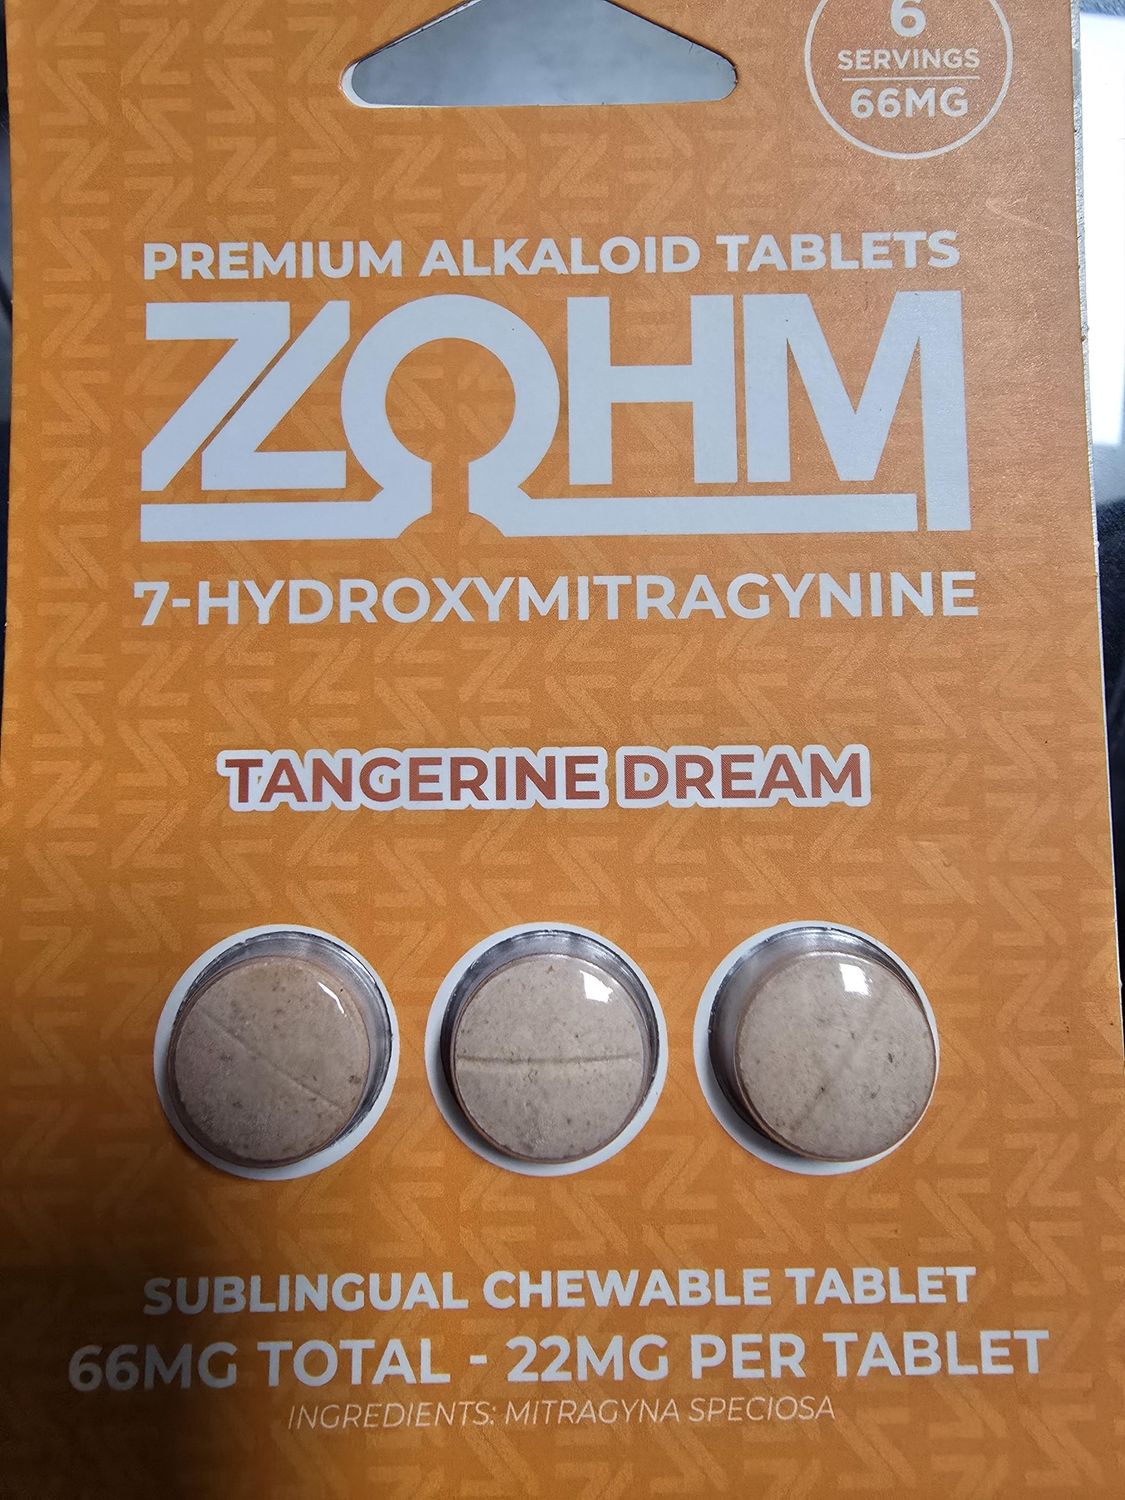 6
SERVINGS
66MG
PREMIUM ALKALOID TABLETS
ZΩHM
7-HYDROXYMITRAGYNINE
TANGERINE DREAM
SUBLINGUAL CHEWABLE TABLET
66MG TOTAL - 22MG PER TABLET
INGREDIENTS: MITRAGYNA SPECIOSA